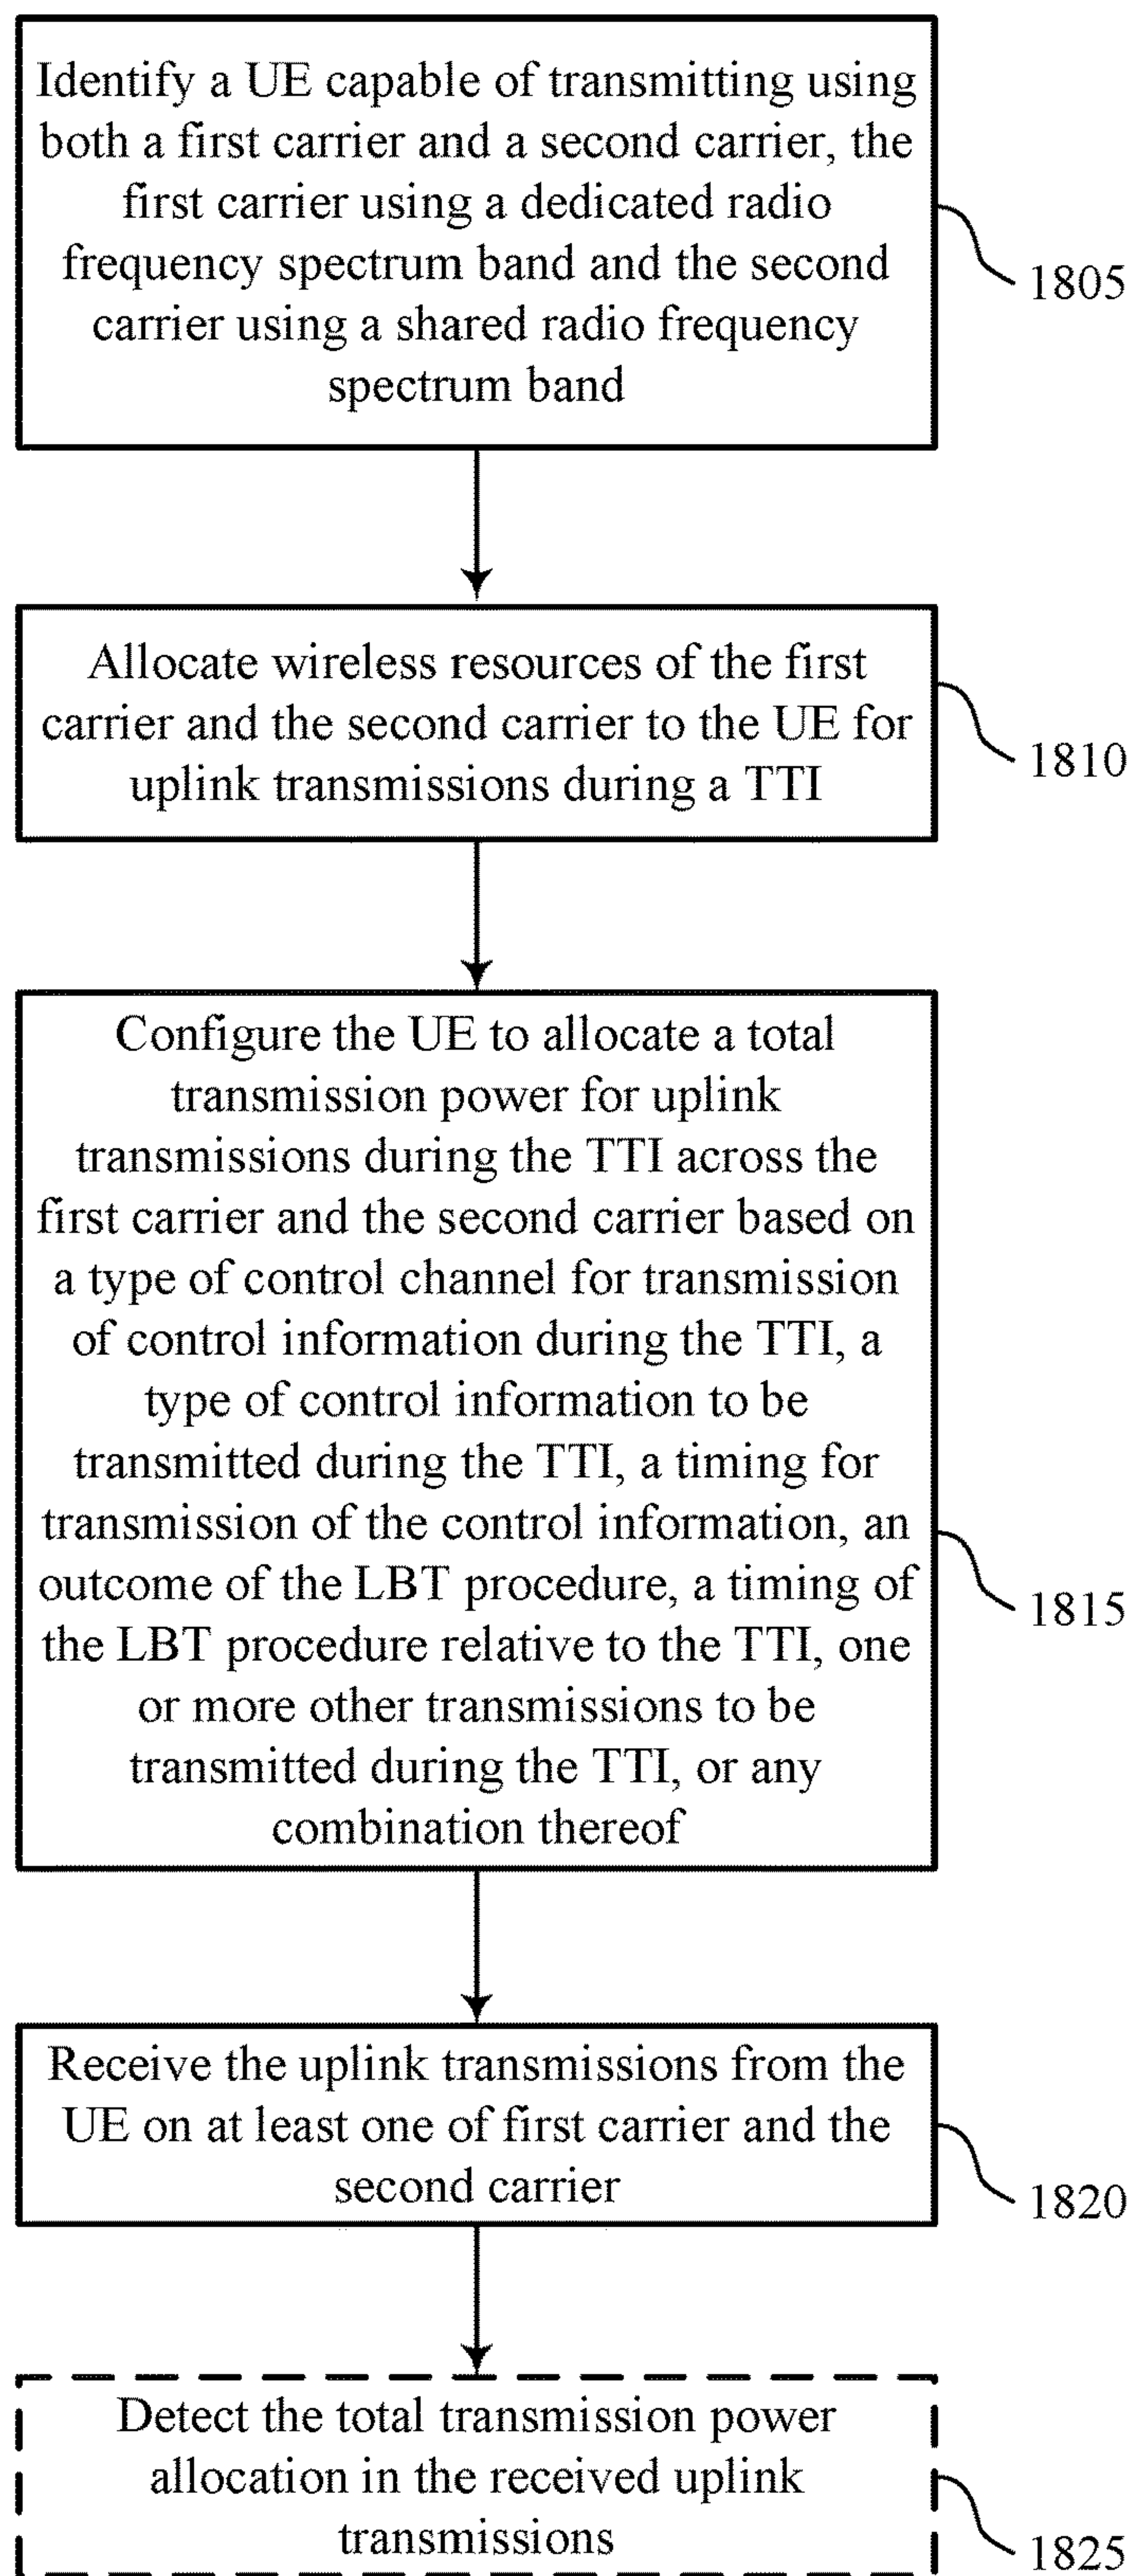 Identify a UE capable of transmitting using
both a first carrier and a second carrier, the
first carrier using a dedicated radio
frequency spectrum band and the second
carrier using a shared radio frequency
spectrum band
1805
Allocate wireless resources of the first
carrier and the second carrier to the UE for
uplink transmissions during a TTI
1810
Configure the UE to allocate a total
transmission power for uplink
transmissions during the TTI across the
first carrier and the second carrier based on
a type of control channel for transmission
of control information during the TTI, a
type of control information to be
transmitted during the TTI, a timing for
transmission of the control information, an
outcome of the LBT procedure, a timing of
the LBT procedure relative to the TTI, one
or more other transmissions to be
transmitted during the TTI, or any
combination thereof
1815
Receive the uplink transmissions from the
UE on at least one of first carrier and the
second carrier
1820
Detect the total transmission power
allocation in the received uplink
transmissions
1825